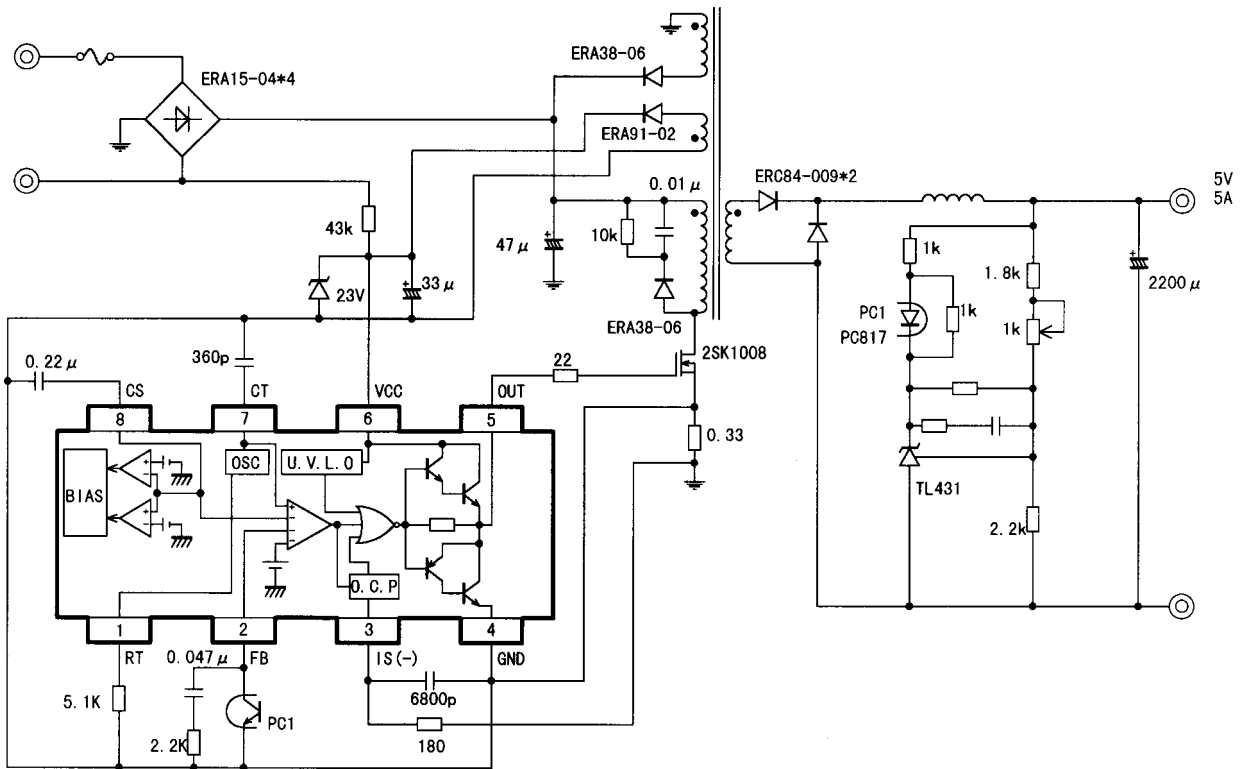 ERA38-06
ERA15-04*4
ERA91-02
ERC84-009*2
5V
5A
0.01μ
43k
10k
47μ
1k
1.8k
2200μ
23V
33μ
PC1
PC817
1k
1k
ERA38-06
360p
22
2SK1008
0.22μ
CS
CT
VCC
OUT
8
7
6
5
0.33
OSC
U.V.L.O
BIAS
TL431
2.2k
O.C.P
1
2
3
4
RT
FB
IS(-)
GND
0.047μ
6800p
5.1K
PC1
2.2K
180